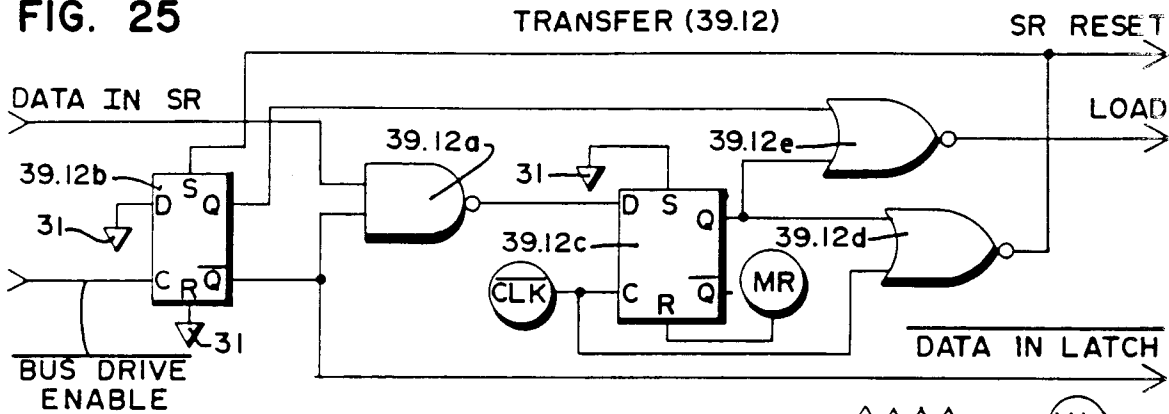 FIG. 25
TRANSFER (39.12)
SR RESET
DATA IN SR
LOAD
39.12a
39.12e
39.12b
31
S
D
Q
31
D
S
Q
39.12c
39.12d
C
R
Q
CLK
C
R
Q
MR
31
BUS DRIVE
ENABLE
DATA IN LATCH